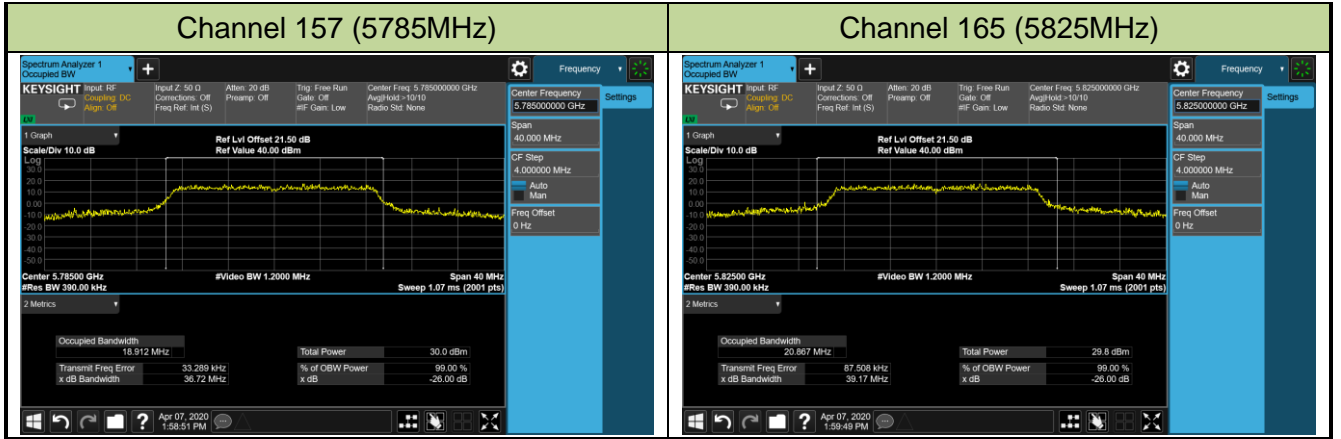 Channel 157 (5785MHz)
Spectrum Analyzer 1
Occupied BW
+
Frequency
KEYSIGHT
Input: RF
Coupling: DC
Align: Off
Input Z: 50 Ω
Corrections: Off
Freq Ref: Int (S)
Atten: 20 dB
Preamp: Off
Trig: Free Run
Gate: Off
#IF Gain: Low
Center Freq: 5.785000000 GHz
Avg|Hold:>10/10
Radio Std: None
Center Frequency
5.785000000 GHz
Settings
Span
40.000 MHz
CF Step
4.000000 MHz
Auto
Man
Freq Offset
0 Hz
1 Graph
Scale/Div 10.0 dB
Ref Lvl Offset 21.50 dB
Ref Value 40.00 dBm
Log
30.0
20.0
10.0
0.00
-10.0
-20.0
-30.0
-40.0
-50.0
Center 5.78500 GHz
#Res BW 390.00 kHz
#Video BW 1.2000 MHz
Span 40 MHz
Sweep 1.07 ms (2001 pts)
2 Metrics
Occupied Bandwidth
18.912 MHz
Total Power 30.0 dBm
Transmit Freq Error 33.289 kHz
% of OBW Power 99.00 %
x dB Bandwidth 36.72 MHz
x dB -26.00 dB
?
Apr 07, 2020
1:58:51 PM
Channel 165 (5825MHz)
Spectrum Analyzer 1
Occupied BW
+
Frequency
KEYSIGHT
Input: RF
Coupling: DC
Align: Off
Input Z: 50 Ω
Corrections: Off
Freq Ref: Int (S)
Atten: 20 dB
Preamp: Off
Trig: Free Run
Gate: Off
#IF Gain: Low
Center Freq: 5.825000000 GHz
Avg|Hold:>10/10
Radio Std: None
Center Frequency
5.825000000 GHz
Settings
Span
40.000 MHz
CF Step
4.000000 MHz
Auto
Man
Freq Offset
0 Hz
1 Graph
Scale/Div 10.0 dB
Ref Lvl Offset 21.50 dB
Ref Value 40.00 dBm
Log
30.0
20.0
10.0
0.00
-10.0
-20.0
-30.0
-40.0
-50.0
Center 5.82500 GHz
#Res BW 390.00 kHz
#Video BW 1.2000 MHz
Span 40 MHz
Sweep 1.07 ms (2001 pts)
2 Metrics
Occupied Bandwidth
20.867 MHz
Total Power 29.8 dBm
Transmit Freq Error 87.508 kHz
% of OBW Power 99.00 %
x dB Bandwidth 39.17 MHz
x dB -26.00 dB
?
Apr 07, 2020
1:59:49 PM